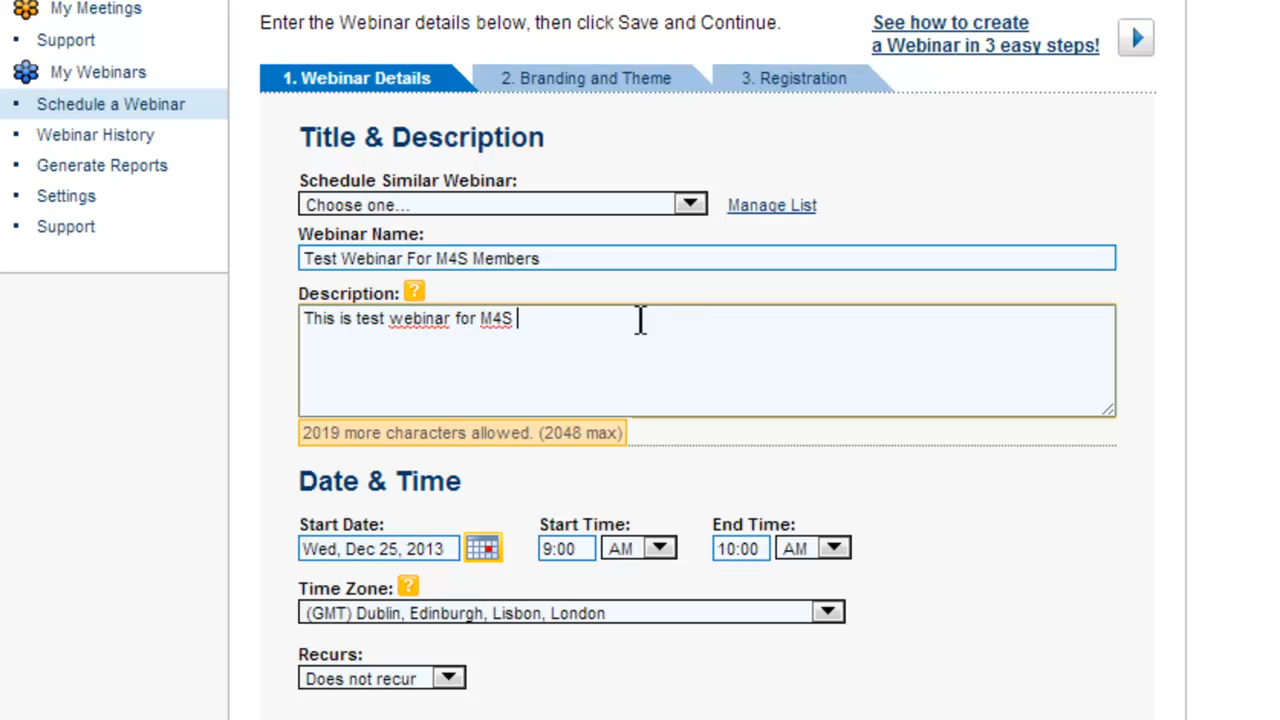 My Meetings
Support
My Webinars
Schedule a Webinar
Webinar History
Generate Reports
Settings
Support
Enter the Webinar details below, then click Save and Continue.
See how to create
a Webinar in 3 easy steps!
1. Webinar Details
2. Branding and Theme
3. Registration
Title & Description
Schedule Similar Webinar:
Choose one...
Manage List
Webinar Name:
Test Webinar For M4S Members
Description: ?
This is test webinar for M4S
2019 more characters allowed. (2048 max)
Date & Time
Start Date:
Start Time:
End Time:
Wed, Dec 25, 2013
9:00 AM
10:00 AM
Time Zone: ?
(GMT) Dublin, Edinburgh, Lisbon, London
Recurs:
Does not recur